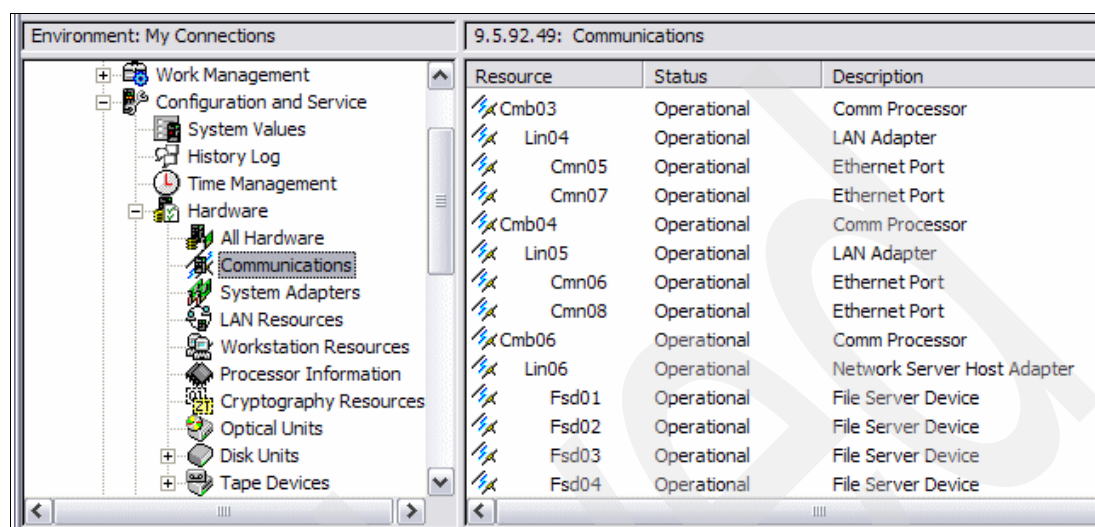 Environment: My Connections
9.5.92.49: Communications
Work Management
Configuration and Service
System Values
History Log
Time Management
Hardware
All Hardware
Communications
System Adapters
LAN Resources
Workstation Resources
Processor Information
Cryptography Resources
Optical Units
Disk Units
Tape Devices
Resource Status Description
Cmb03 Operational Comm Processor
Lin04 Operational LAN Adapter
Cmn05 Operational Ethernet Port
Cmn07 Operational Ethernet Port
Cmb04 Operational Comm Processor
Lin05 Operational LAN Adapter
Cmn06 Operational Ethernet Port
Cmn08 Operational Ethernet Port
Cmb06 Operational Comm Processor
Lin06 Operational Network Server Host Adapter
Fsd01 Operational File Server Device
Fsd02 Operational File Server Device
Fsd03 Operational File Server Device
Fsd04 Operational File Server Device